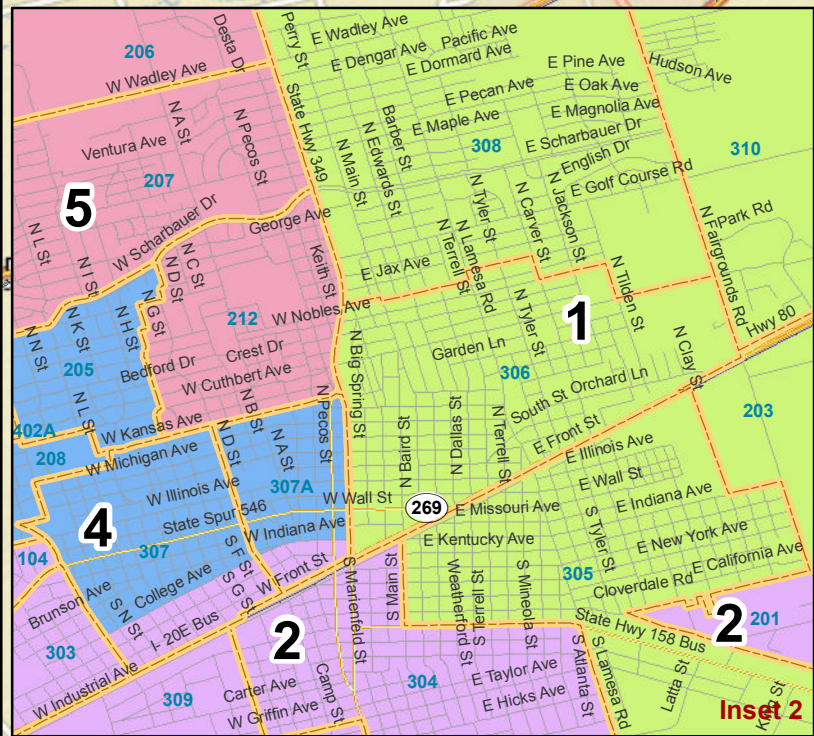 206
Desta Dr
Perry St
E Wadley Ave
Pacific Ave
E Dengar Ave
E Dormard Ave
E Pine Ave
Hudson Ave
W Wadley Ave
State Hwy 349
E Oak Ave
E Pecan Ave
E Magnolia Ave
N A St
N Pecos St
Barber St
E Maple Ave
E Scharbauer Dr
Ventura Ave
N Main St
N Edwards St
308
English Dr
310
207
E Golf Course Rd
5
N Tyler St
N Carver St
N Jackson St
N Park Rd
N L St
W Scharbauer Dr
George Ave
N Fairgrounds Rd
N I St
N D St
N C St
Keith St
N Terrell St
N Lamesa Rd
E Jax Ave
N Tilden St
N N St
N K St
N H St
N G St
212
W Nobles Ave
N Tyler St
1
Hwy 80
205
Bedford Dr
Crest Dr
N Big Spring St
Garden Ln
306
N Clay St
W Cuthbert Ave
South St
Orchard Ln
N L St
N B St
N Pecos St
203
402A
W Kansas Ave
N D St
N A St
N Baird St
N Dallas St
N Terrell St
E Front St
208
W Michigan Ave
E Illinois Ave
W Illinois Ave
307A
W Wall St
E Wall St
State Spur 546
269
E Missouri Ave
E Indiana Ave
4
W Indiana Ave
S Tyler St
307
E Kentucky Ave
E New York Ave
104
S F St
W Front St
E California Ave
College Ave
S G St
S Marienfeld St
S Main St
Weatherford St
S Terrell St
S Mineola St
305
Cloverdale Rd
Brunson Ave
S N St
2
State Hwy 158 Bus
2
201
I- 20E Bus
303
S Atlanta St
S Lamesa Rd
W Industrial Ave
309
Carter Ave
Camp St
304
E Taylor Ave
Latta St
W Griffin Ave
E Hicks Ave
Inset 2